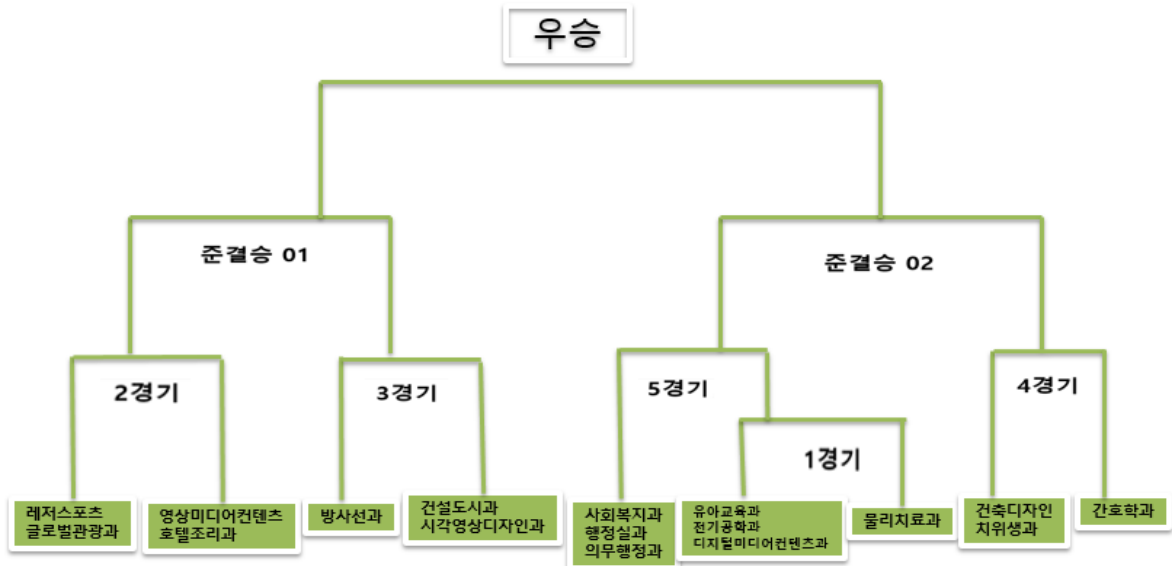 우승
준결승 01
준결승 02
2경기
3경기
5경기
4경기
1경기
레저스포츠
글로벌관광과
영상미디어컨텐츠
호텔조리과
방사선과
건설도시과
시각영상디자인과
사회복지과
행정실과
의무행정과
유아교육과
전기공학과
디지털미디어컨텐츠과
물리치료과
건축디자인
치위생과
간호학과